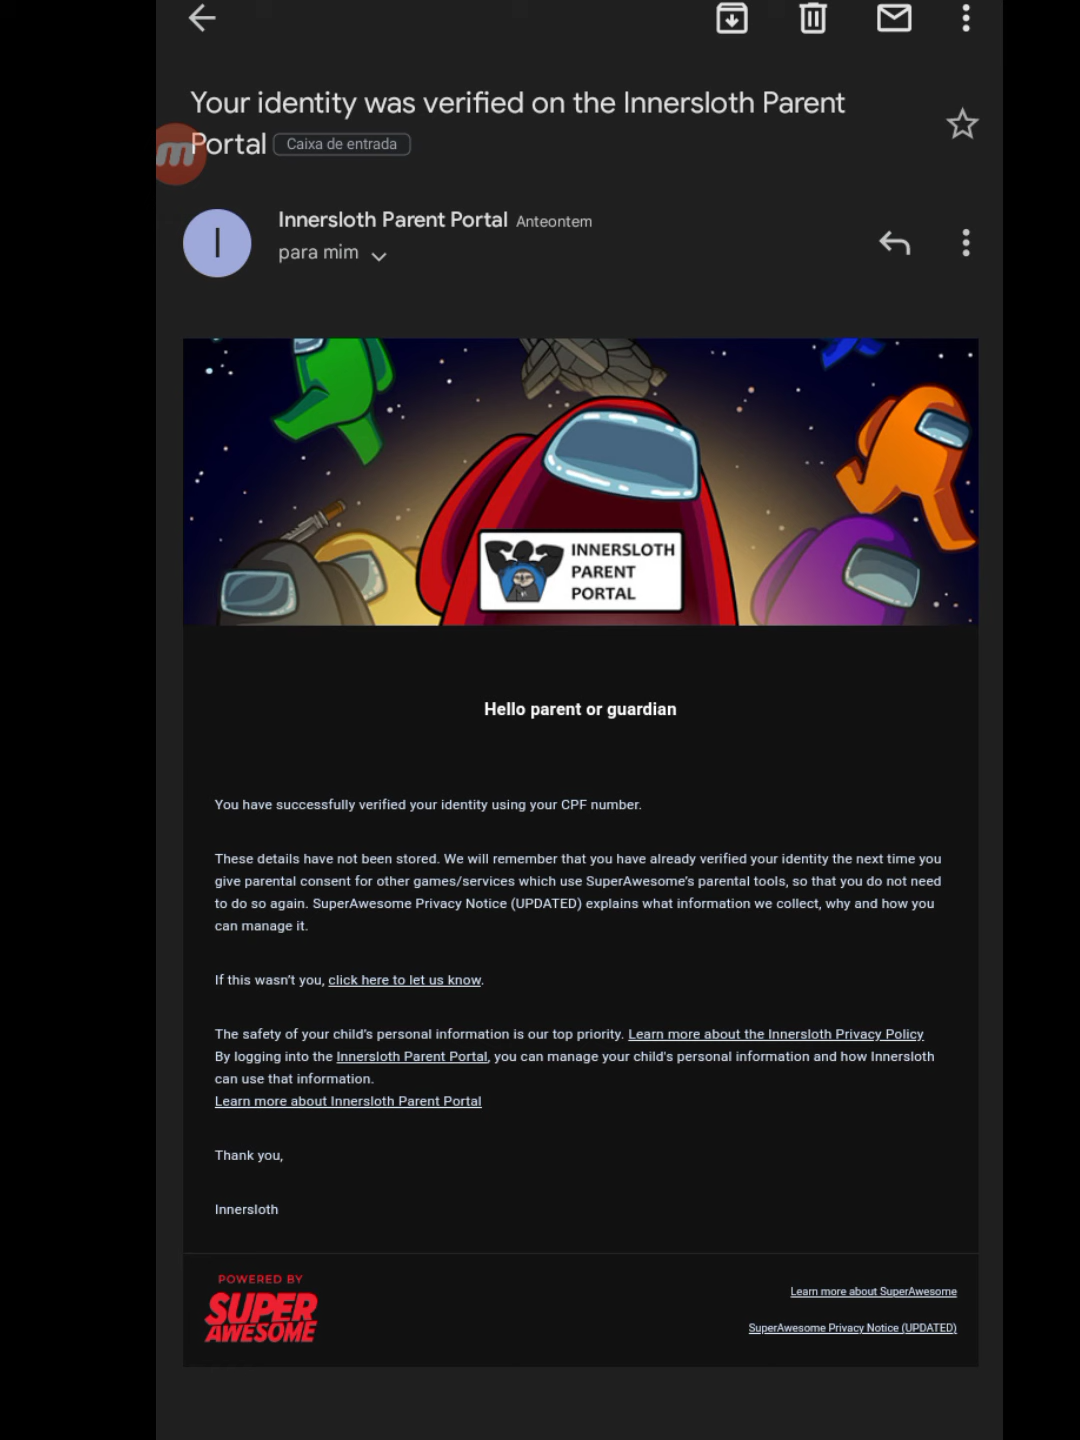 Your identity was verified on the Innersloth Parent
Portal Caixa de entrada
m
I
Innersloth Parent Portal Anteontem
para mim
INNERSLOTH
PARENT
PORTAL
Hello parent or guardian
You have successfully verified your identity using your CPF number.
These details have not been stored. We will remember that you have already verified your identity the next time you
give parental consent for other games/services which use SuperAwesome's parental tools, so that you do not need
to do so again. SuperAwesome Privacy Notice (UPDATED) explains what information we collect, why and how you
can manage it.
If this wasn't you, click here to let us know.
The safety of your child's personal information is our top priority. Learn more about the Innersloth Privacy Policy
By logging into the Innersloth Parent Portal, you can manage your child's personal information and how Innersloth
can use that information.
Learn more about Innersloth Parent Portal
Thank you,
Innersloth
POWERED BY
SUPER
AWESOME
Learn more about SuperAwesome
SuperAwesome Privacy Notice (UPDATED)